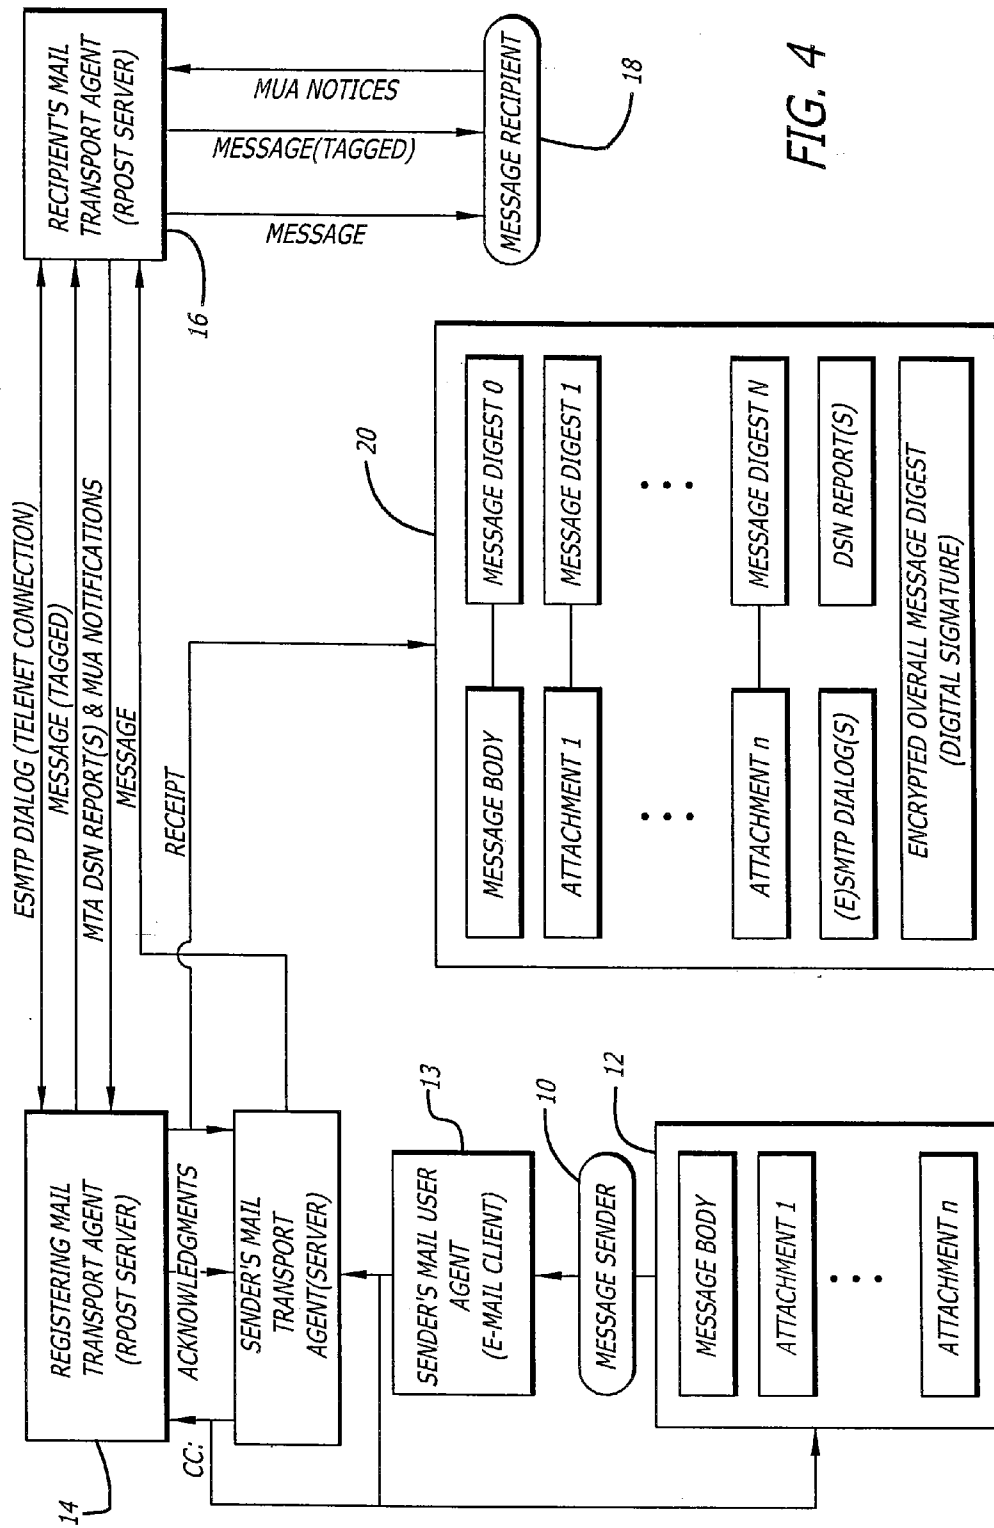 ESMTP DIALOG (TELENET CONNECTION)
MESSAGE (TAGGED)
MTA DSN REPORT(S) & MUA NOTIFICATIONS
MESSAGE
REGISTERING MAIL
TRANSPORT AGENT
(RPOST SERVER)
14
RECIPIENT'S MAIL
TRANSPORT AGENT
(RPOST SERVER)
16
CC:
ACKNOWLEDGMENTS
RECEIPT
MESSAGE
MESSAGE(TAGGED)
MUA NOTICES
SENDER'S MAIL
TRANSPORT
AGENT(SERVER)
SENDER'S MAIL USER
AGENT
(E-MAIL CLIENT)
13
MESSAGE SENDER
10
12
MESSAGE BODY
ATTACHMENT 1
ATTACHMENT n
20
MESSAGE BODY
MESSAGE DIGEST 0
ATTACHMENT 1
MESSAGE DIGEST 1
ATTACHMENT n
MESSAGE DIGEST N
(E)SMTP DIALOG(S)
DSN REPORT(S)
ENCRYPTED OVERALL MESSAGE DIGEST
(DIGITAL SIGNATURE)
MESSAGE RECIPIENT
18
FIG. 4